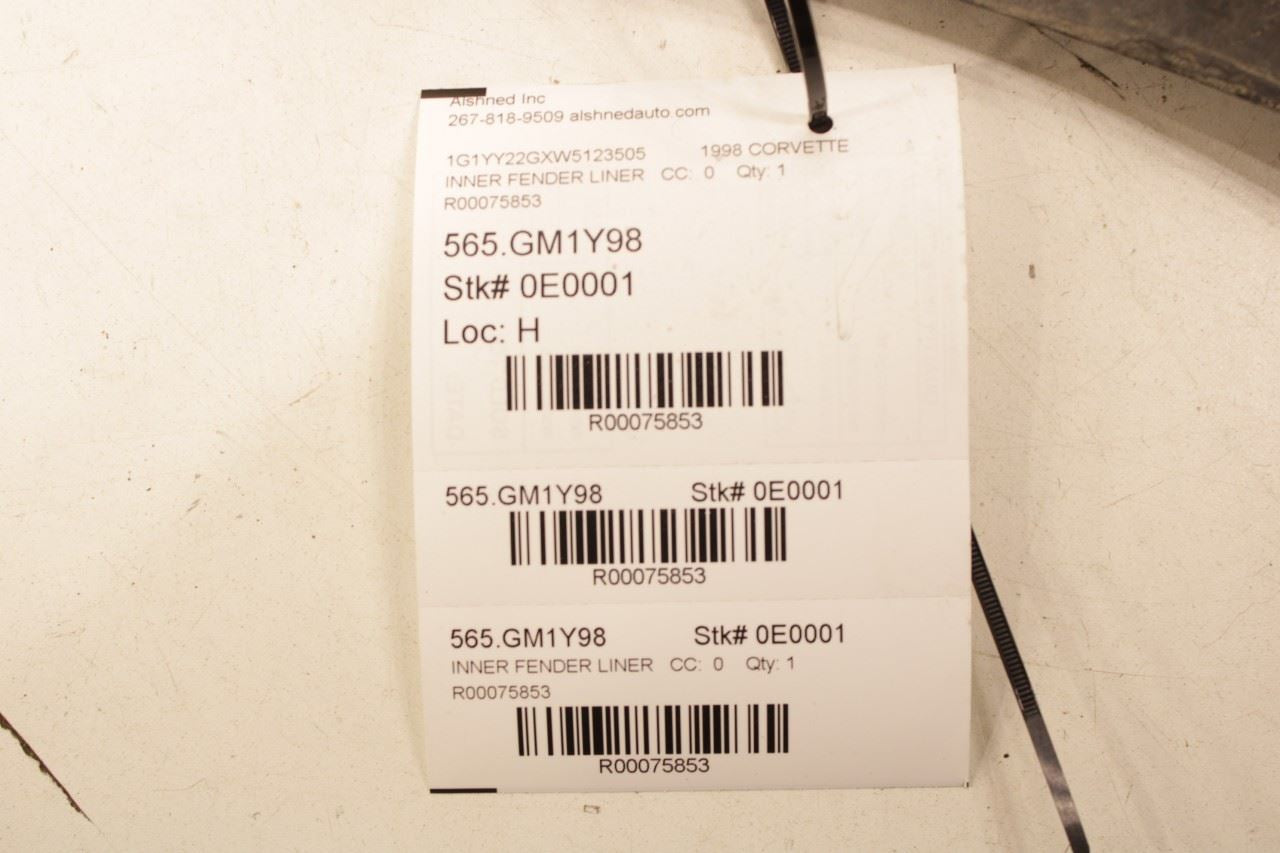 Alshned Inc
267-818-9509 alshnedauto.com
1G1YY22GXW5123505 1998 CORVETTE
INNER FENDER LINER CC: 0 Qty: 1
R00075853
565.GM1Y98
Stk# 0E0001
Loc: H
R00075853
565.GM1Y98 Stk# 0E0001
R00075853
565.GM1Y98 Stk# 0E0001
INNER FENDER LINER CC: 0 Qty: 1
R00075853
R00075853